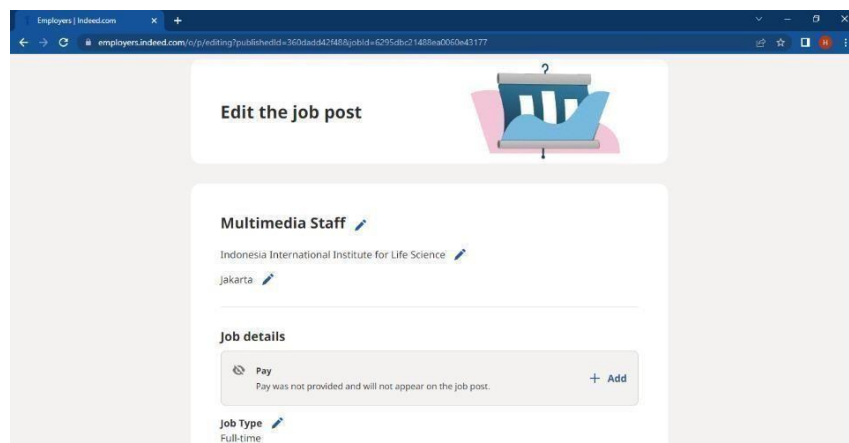 Employers | Indeed.com
employers.indeed.com/o/p/editing?publishedId=360dadd42f48&jobId=6295dbc21488ea0060e43177
H
Edit the job post
Multimedia Staff
Indonesia International Institute for Life Science
Jakarta
Job details
Pay
+ Add
Pay was not provided and will not appear on the job post.
Job Type
Full-time